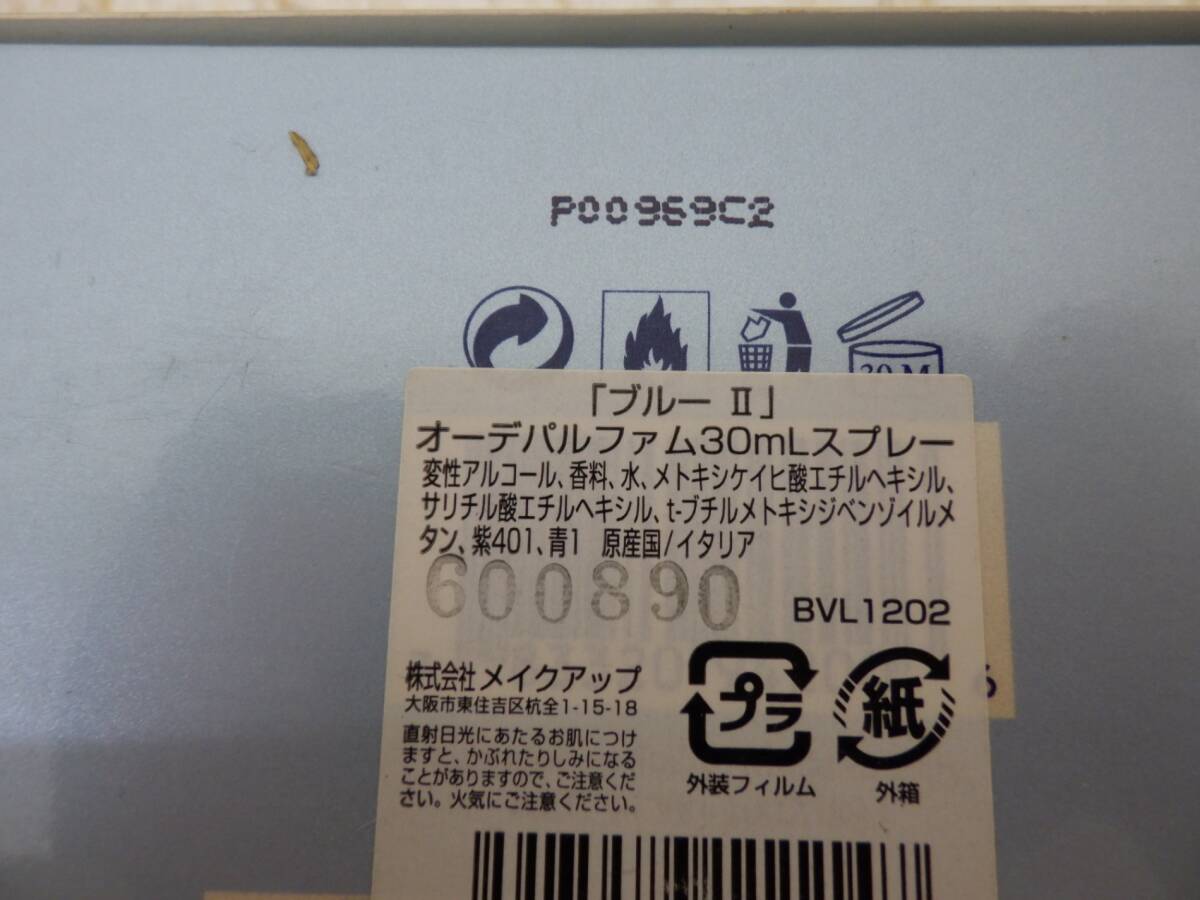 P00969C2
30 M
「ブルー Ⅱ」
オーデパルファム30mLスプレー
変性アルコール、香料、水、メトキシケイヒ酸エチルヘキシル、
サリチル酸エチルヘキシル、t-ブチルメトキシジベンゾイルメ
タン、紫401、青1 原産国/イタリア
600890
BVL1202
株式会社 メイクアップ
大阪市東住吉区杭全1-15-18
直射日光にあたるお肌につけ
ますと、かぶれたりしみになる
ことがありますので、ご注意くだ
さい。火気にご注意ください。
プラ
外装フィルム
紙
外箱